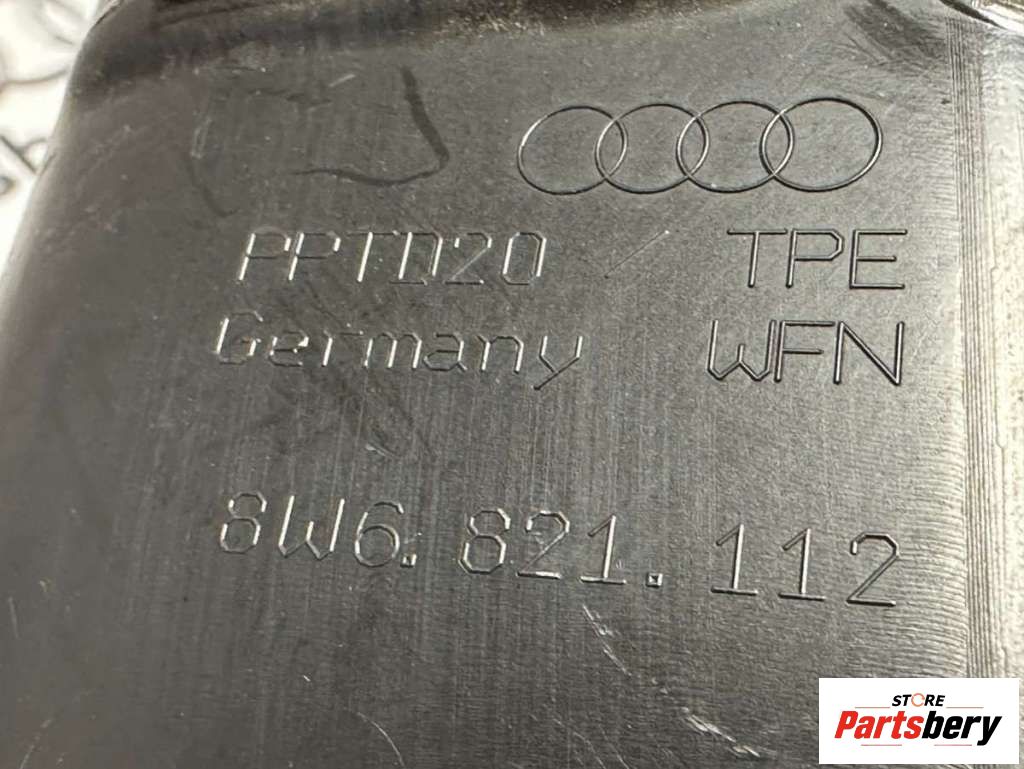 PPTD20 TPE
Germany WFN
8W6.821.112
STORE
Partsbery